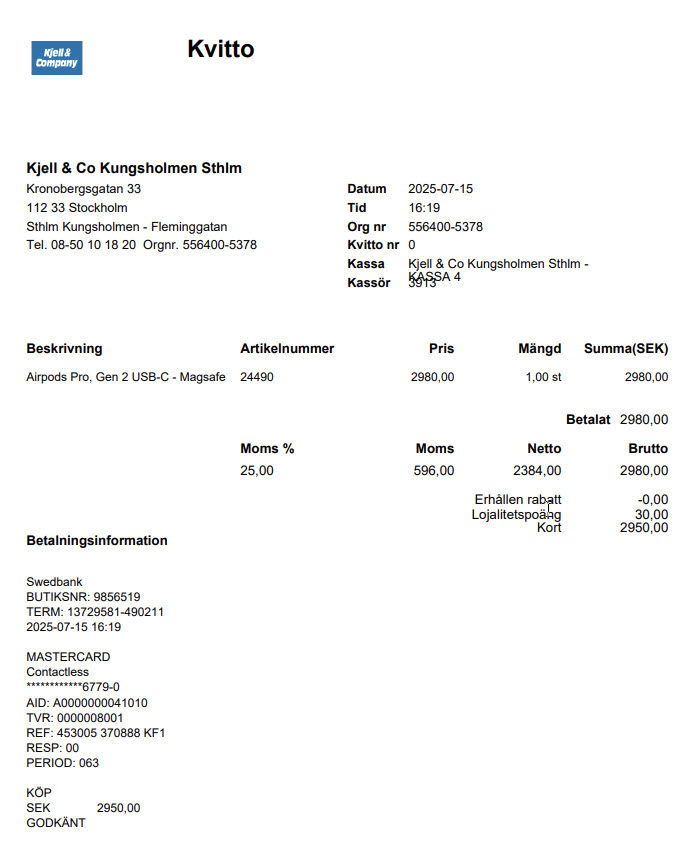 Kjell &
Company
Kvitto
Kjell & Co Kungsholmen Sthlm
Kronobergsgatan 33
112 33 Stockholm
Sthlm Kungsholmen - Fleminggatan
Tel. 08-50 10 18 20 Orgnr. 556400-5378
Datum 2025-07-15
Tid 16:19
Org nr 556400-5378
Kvitto nr 0
Kassa Kjell & Co Kungsholmen Sthlm -
KASSA 4
Kassör 3913
Beskrivning Artikelnummer Pris Mängd Summa(SEK)
Airpods Pro, Gen 2 USB-C - Magsafe 24490 2980,00 1,00 st 2980,00
Betalat 2980,00
Moms % Moms Netto Brutto
25,00 596,00 2384,00 2980,00
Erhållen rabatt -0,00
Lojalitetspoäng 30,00
Kort 2950,00
Betalningsinformation
Swedbank
BUTIKSNR: 9856519
TERM: 13729581-490211
2025-07-15 16:19
MASTERCARD
Contactless
************6779-0
AID: A0000000041010
TVR: 0000008001
REF: 453005 370888 KF1
RESP: 00
PERIOD: 063
KÖP
SEK 2950,00
GODKÄNT